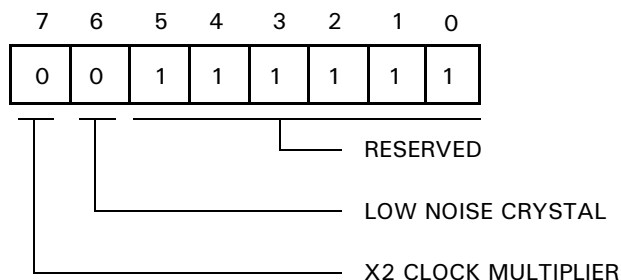 7 6 5 4 3 2 1 0
0 0 1 1 1 1 1 1
RESERVED
LOW NOISE CRYSTAL
X2 CLOCK MULTIPLIER